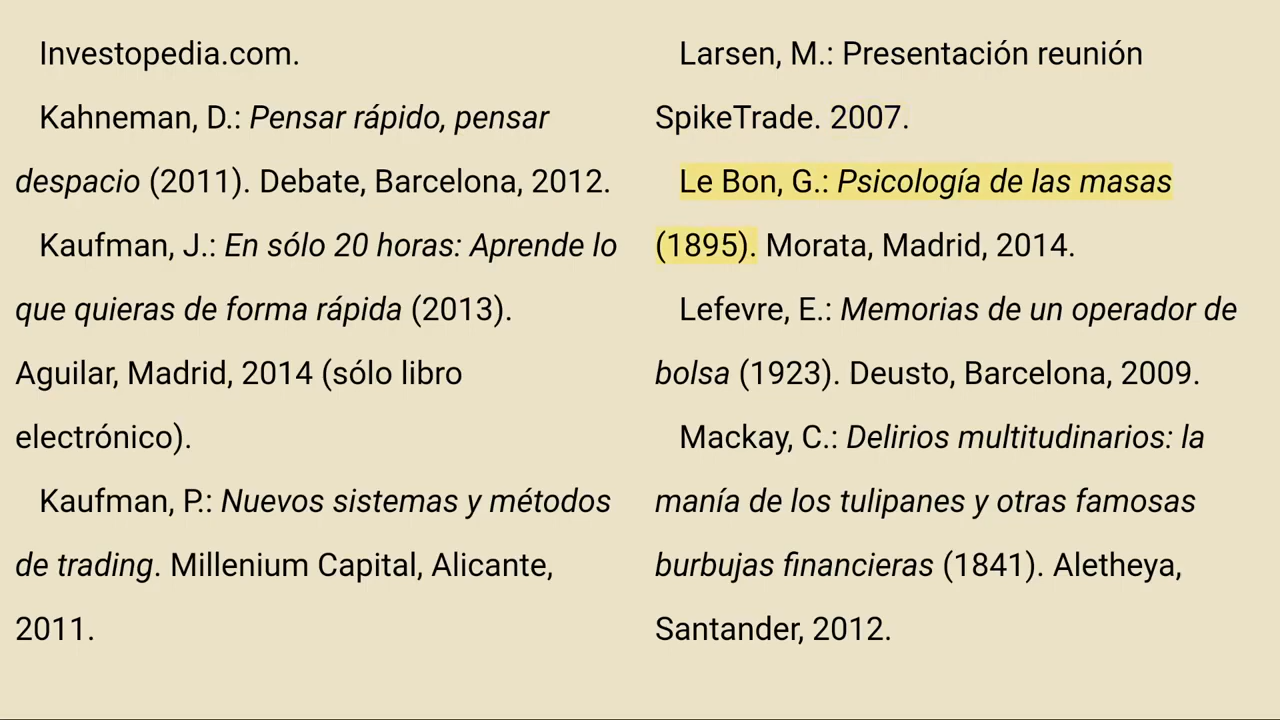 Investopedia.com.
Kahneman, D.: Pensar rápido, pensar
despacio (2011). Debate, Barcelona, 2012.
Kaufman, J.: En sólo 20 horas: Aprende lo
que quieras de forma rápida (2013).
Aguilar, Madrid, 2014 (sólo libro
electrónico).
Kaufman, P.: Nuevos sistemas y métodos
de trading. Millenium Capital, Alicante,
2011.
Larsen, M.: Presentación reunión
SpikeTrade. 2007.
Le Bon, G.: Psicología de las masas
(1895). Morata, Madrid, 2014.
Lefevre, E.: Memorias de un operador de
bolsa (1923). Deusto, Barcelona, 2009.
Mackay, C.: Delirios multitudinarios: la
manía de los tulipanes y otras famosas
burbujas financieras (1841). Aletheya,
Santander, 2012.